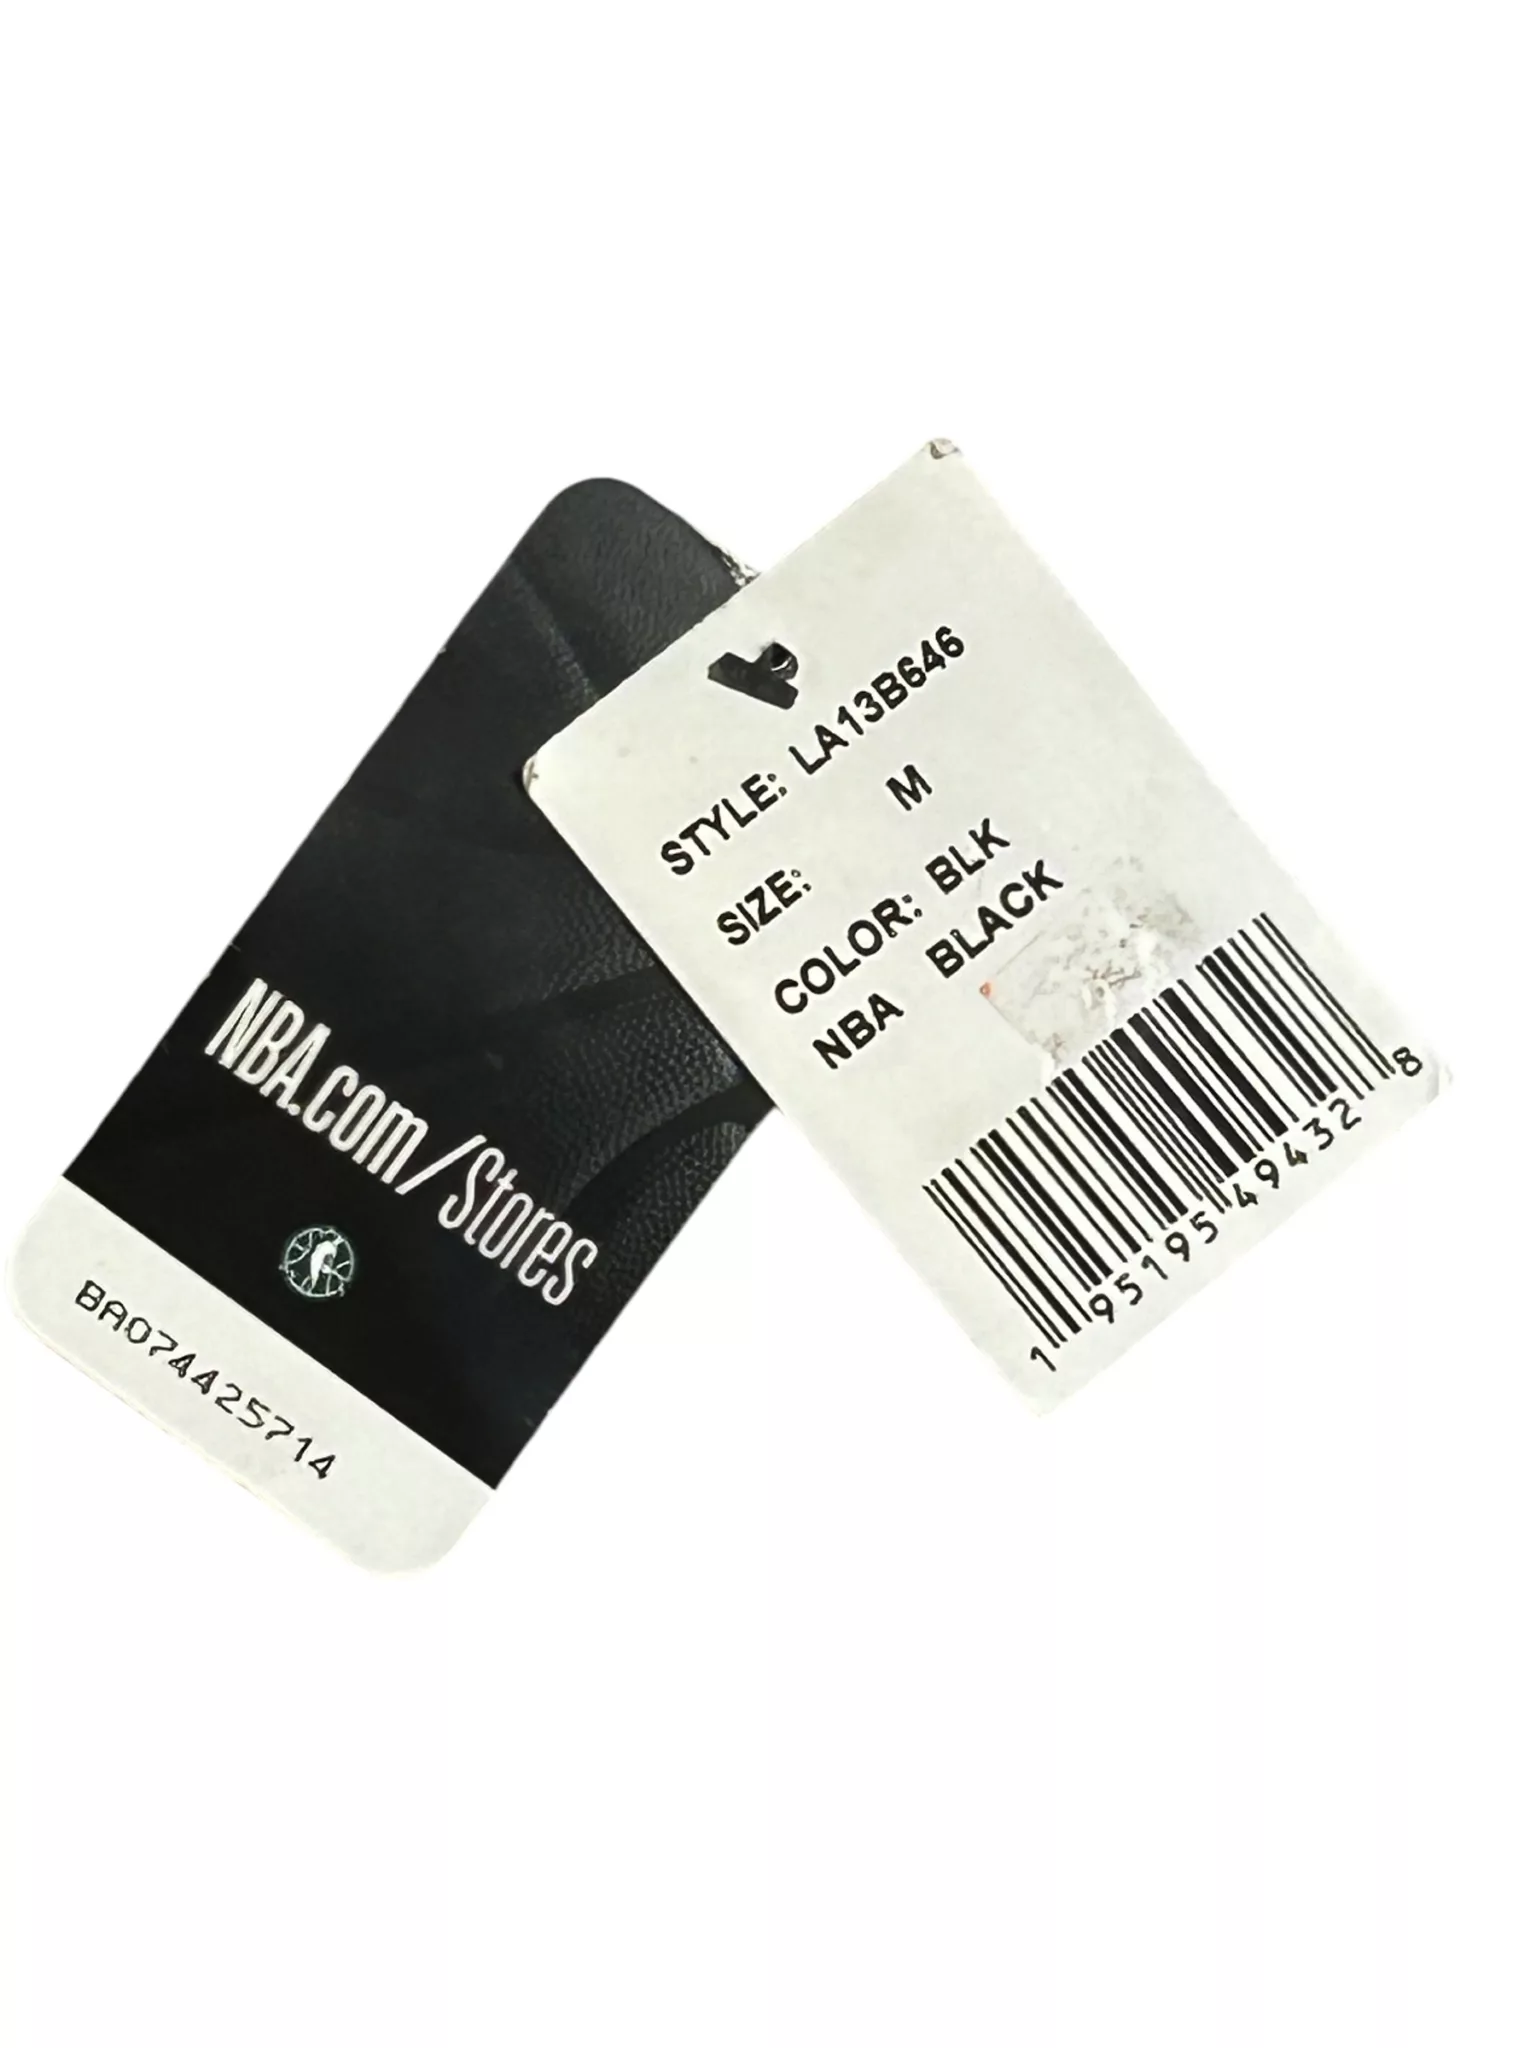 NBA.com/Stores
BA074425714
STYLE: LA13B646
SIZE: M
COLOR: BLK
NBA BLACK
1 95195 49432 8